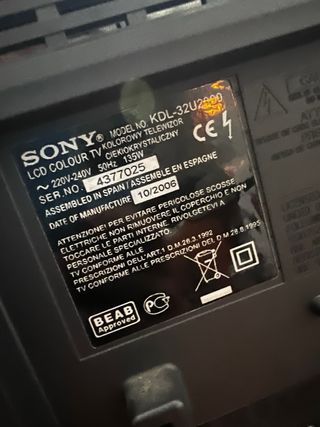 SONY® MODEL NO. KDL-32U2000
LCD COLOUR TV KOLOROWY TELEWIZOR
CIEKŁOKRYSTALICZNY
~ 220V-240V 50Hz 135W
SER.NO. 4377025
ASSEMBLED IN SPAIN / ASSEMBLE EN ESPAGNE
DATE OF MANUFACTURE 10/2006
ATTENZIONE! PER EVITARE PERICOLOSE SCOSSE
ELETTRICHE NON RIMUOVERE IL COPERCHIO E NON
TOCCARE LE PARTI INTERNE. RIVOLGETEVI A
PERSONALE SPECIALIZZATO.
TV CONFORME ALLE PRESCRIZIONI DEL D.M 26.8.1995
PRESCRIZIONI DELL'ART.1 D.M.26.3.1992
TV CONFORME ALLE
CE
BEAB
Approved